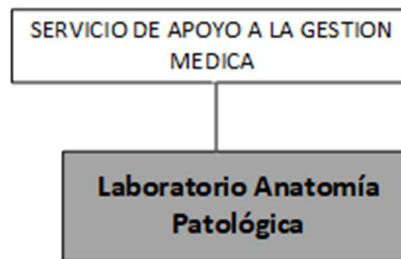 SERVICIO DE APOYO A LA GESTION
MEDICA
Laboratorio Anatomía
Patológica